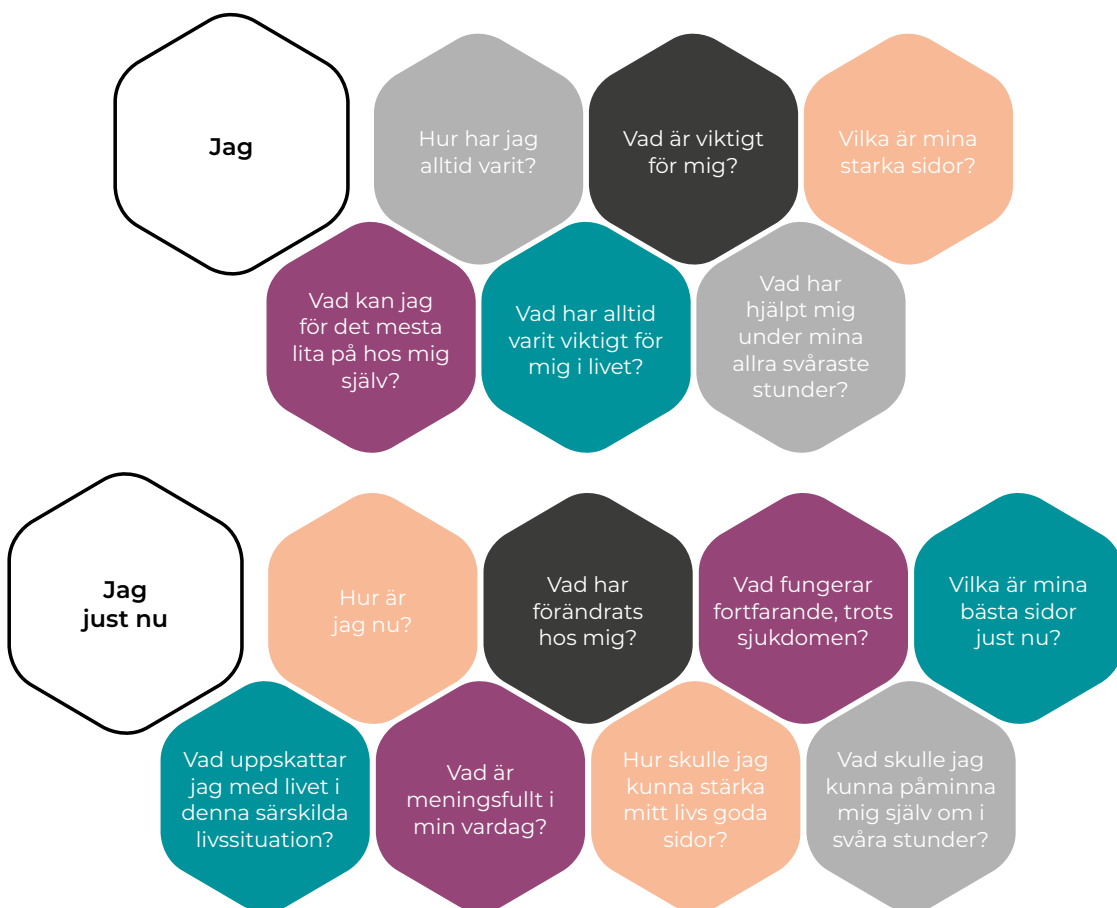 Jag
Hur har jag
alltid varit?
Vad är viktigt
för mig?
Vilka är mina
starka sidor?
Vad kan jag
för det mesta
lita på hos mig
själv?
Vad har alltid
varit viktigt för
mig i livet?
Vad har
hjälpt mig
under mina
allra svåraste
stunder?
Jag
just nu
Hur är
jag nu?
Vad har
förändrats
hos mig?
Vad fungerar
fortfarande, trots
sjukdomen?
Vilka är mina
bästa sidor
just nu?
Vad uppskattar
jag med livet i
denna särskilda
livssituation?
Vad är
meningsfullt i
min vardag?
Hur skulle jag
kunna stärka
mitt livs goda
sidor?
Vad skulle jag
kunna påminna
mig själv om i
svåra stunder?